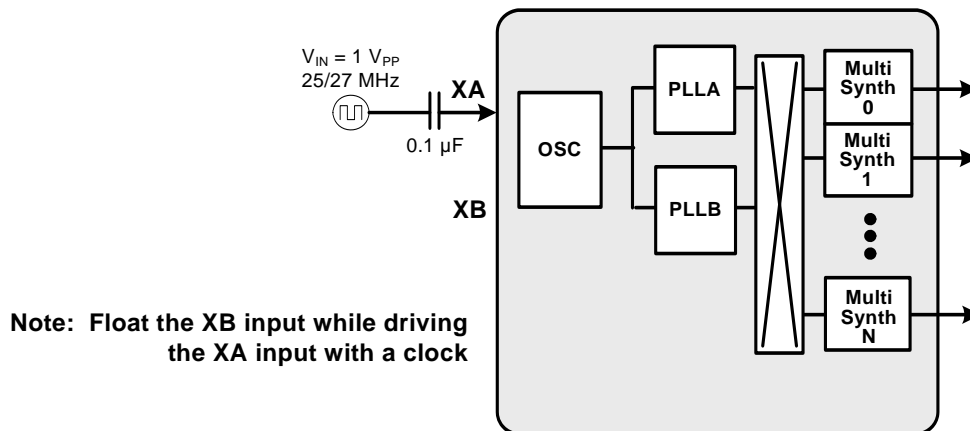 V_IN = 1 V_PP
25/27 MHz
XA
0.1 µF
XB
OSC
PLLA
PLLB
Multi
Synth
0
Multi
Synth
1
Multi
Synth
N
Note: Float the XB input while driving
the XA input with a clock